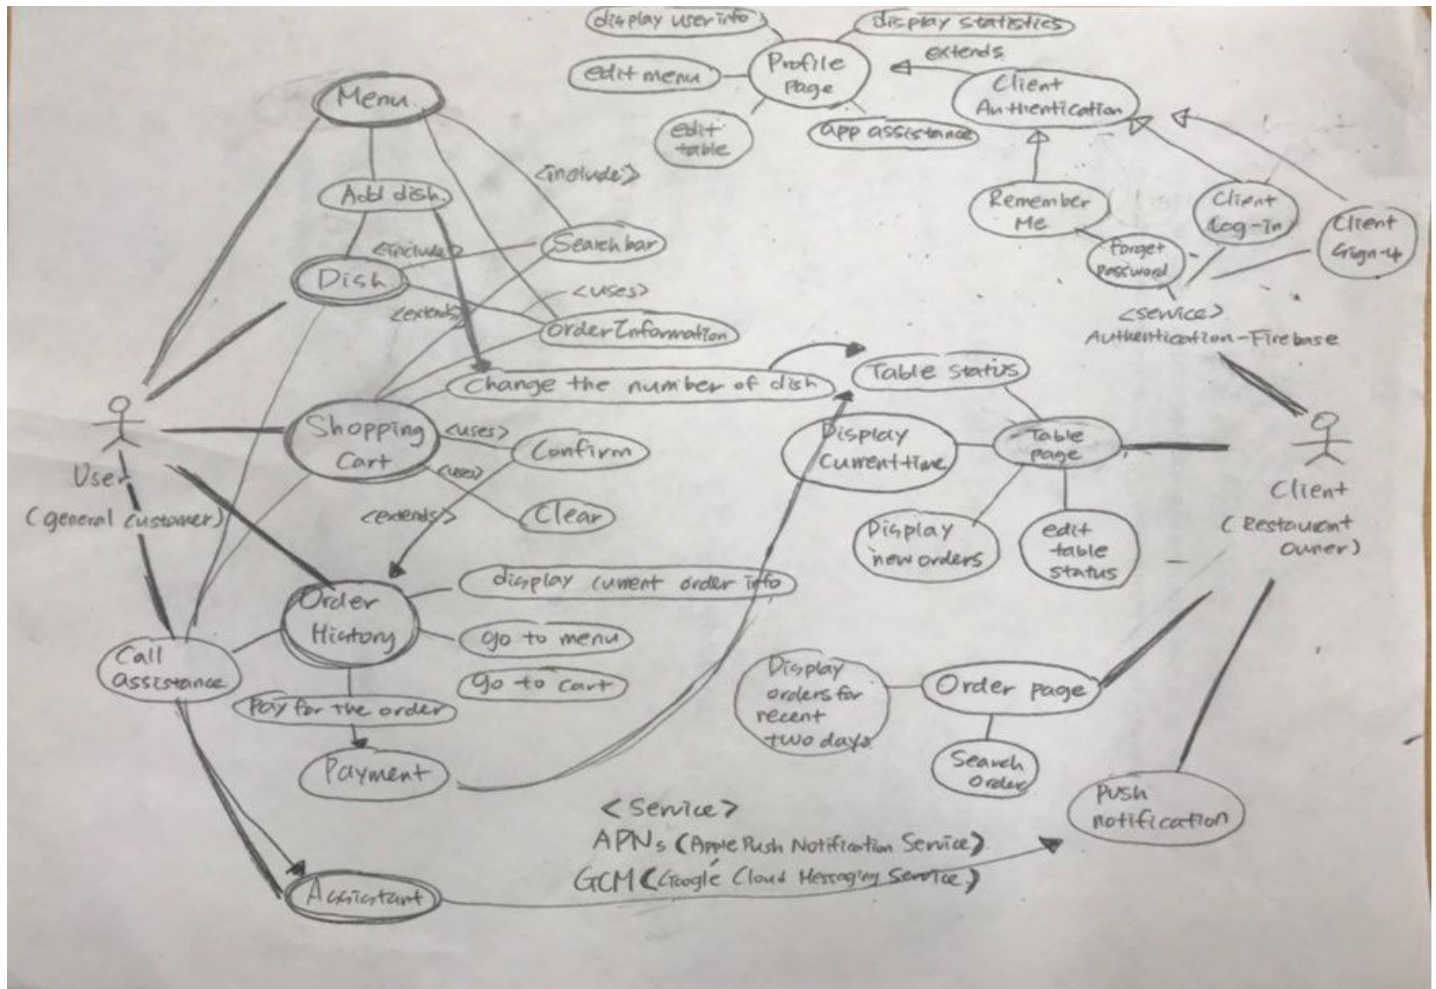 display user info
display statistics
extends
Profile
Page
edit menu
edit
table
app assistance
Client
Authentication
Menu
<include>
Add dish
Remember
Me
Client
Log-in
Client
Sign-up
Search bar
<include>
Forget
password
Dish
<uses>
<extends>
Order Information
<service>
Authentication-Firebase
Change the number of dish
Table status
Shopping
Cart
<uses>
Confirm
Display
Current time
Table
page
User
(general customer)
<uses>
Client
(Restaurant
Owner)
<extends>
Clear
Display
new orders
edit
table
status
Order
History
display current order info
go to menu
go to cart
Call
assistance
Pay for the order
Display
orders for
recent
two days
Order page
Search
Order
Payment
Push
notification
<Service>
APNs (Apple Push Notification Service)
GCM (Google Cloud Messaging Service)
Assistant